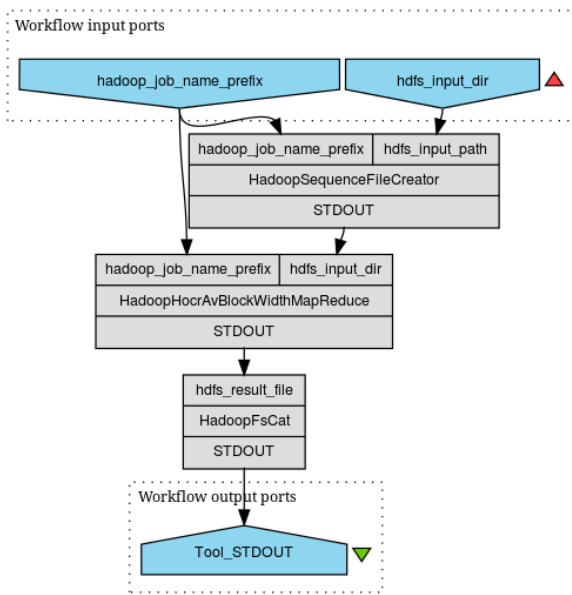 Workflow input ports
hadoop_job_name_prefix hdfs_input_dir
hadoop_job_name_prefix hdfs_input_path
HadoopSequenceFileCreator
STDOUT
hadoop_job_name_prefix hdfs_input_dir
HadoopHocrAvBlockWidthMapReduce
STDOUT
hdfs_result_file
HadoopFsCat
STDOUT
Workflow output ports
Tool_STDOUT